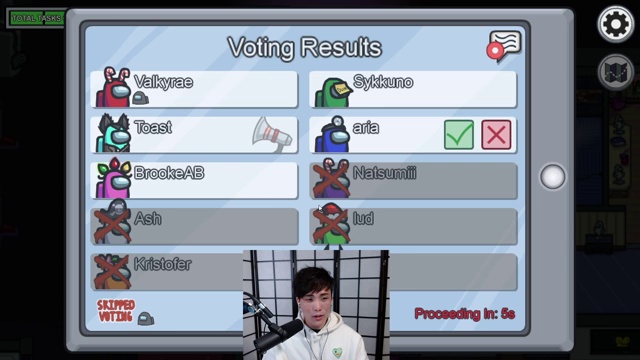 TOTAL TASKS
Voting Results
Valkyrae
Sykkuno
Toast
aria
BrookeAB
Natsumiii
Ash
lud
Kristofer
SKIPPED
VOTING
Proceeding In: 5s